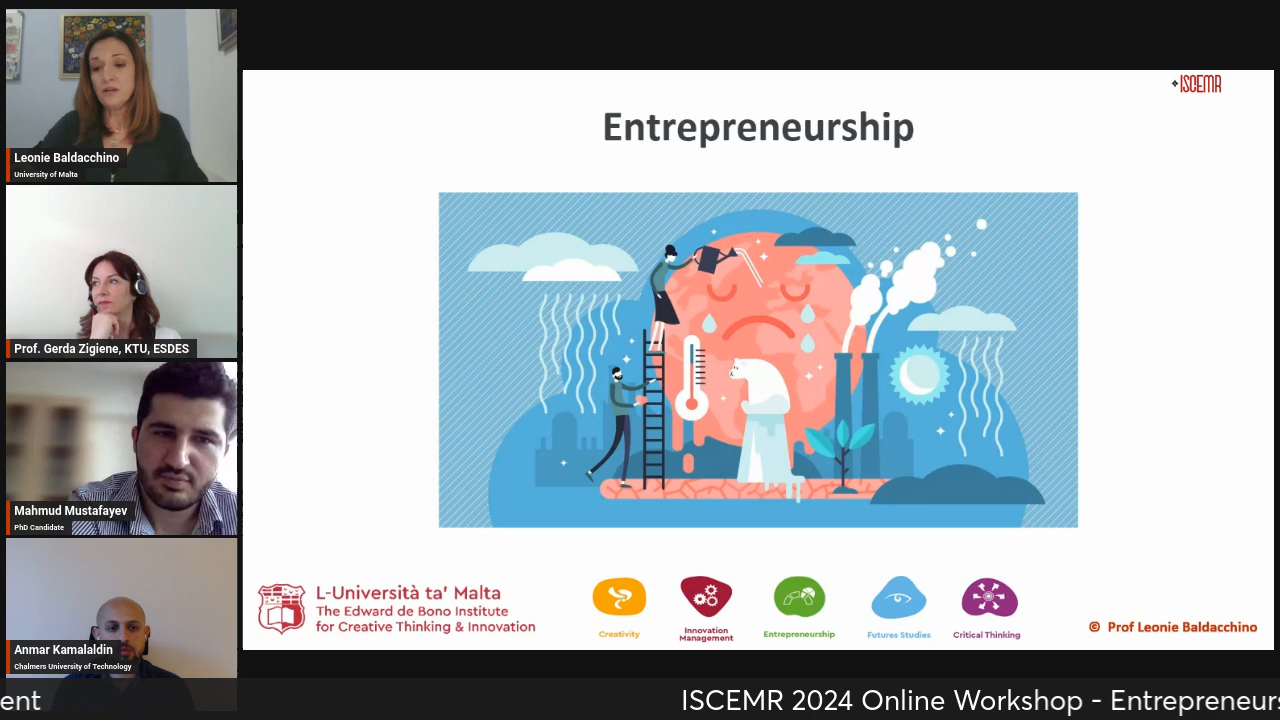 Leonie Baldacchino
University of Malta
Prof. Gerda Zigiene, KTU, ESDES
Mahmud Mustafayev
PhD Candidate
Anmar Kamalaldin
Chalmers University of Technology
ISCEMR
Entrepreneurship
L-Università ta' Malta
The Edward de Bono Institute
for Creative Thinking & Innovation
Creativity
Innovation
Management
Entrepreneurship
Futures Studies
Critical Thinking
© Prof Leonie Baldacchino
ent
ISCEMR 2024 Online Workshop - Entrepreneurs